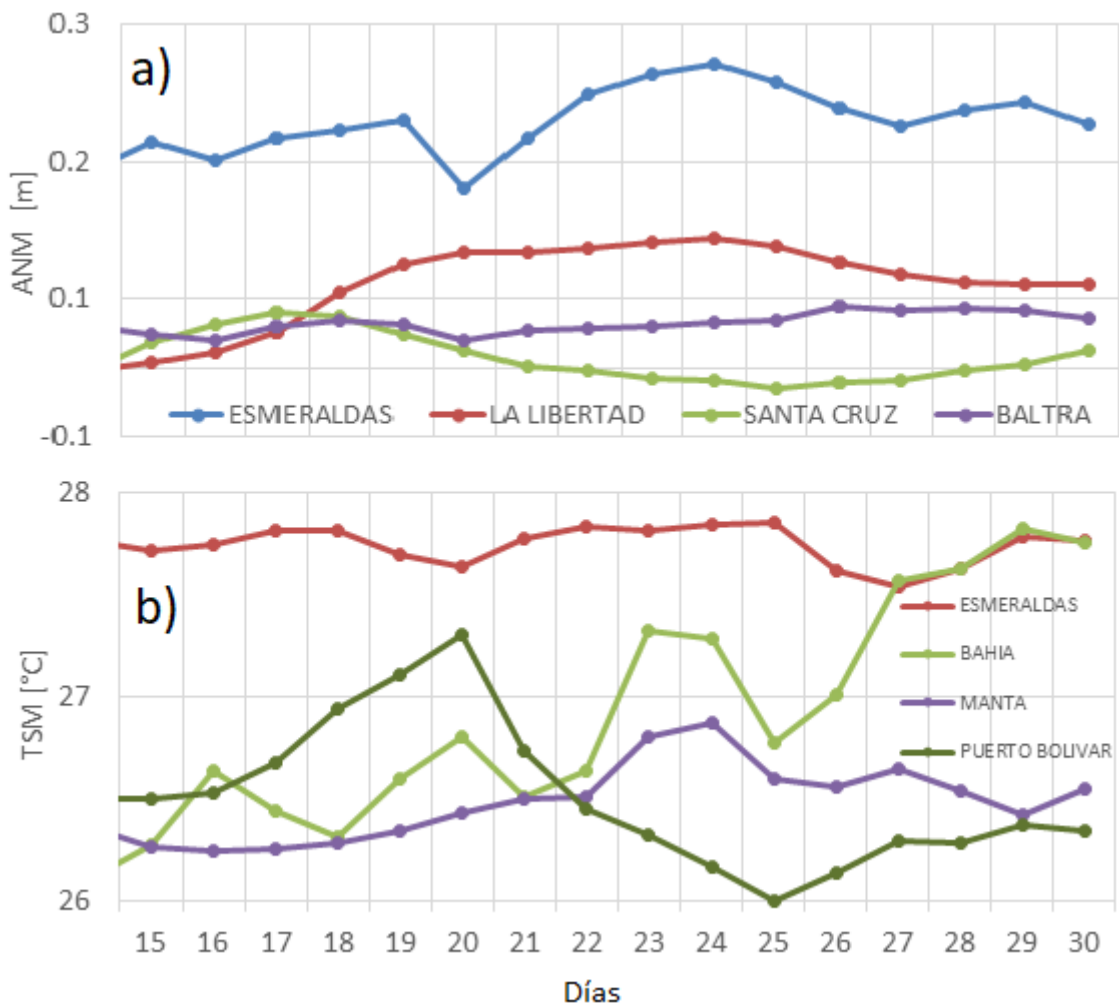 0.3
a)
0.2
ANM [m]
0.1
-0.1
ESMERALDAS LA LIBERTAD SANTA CRUZ BALTRA
28
b)
ESMERALDAS
BAHIA
27
MANTA
TSM [°C]
PUERTO BOLIVAR
26
15 16 17 18 19 20 21 22 23 24 25 26 27 28 29 30
Días